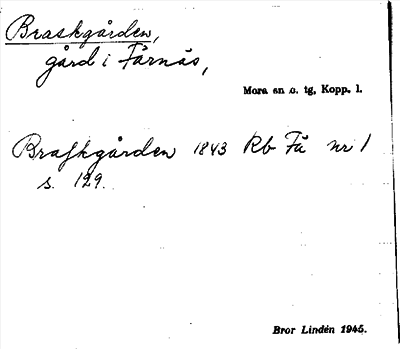 Braskgården,
gård i Färnäs,
Mora sn o. tg, Kopp. l.
Braſkgården 1843 Rb Fä nr 1
s. 129.
Bror Lindén 1945.